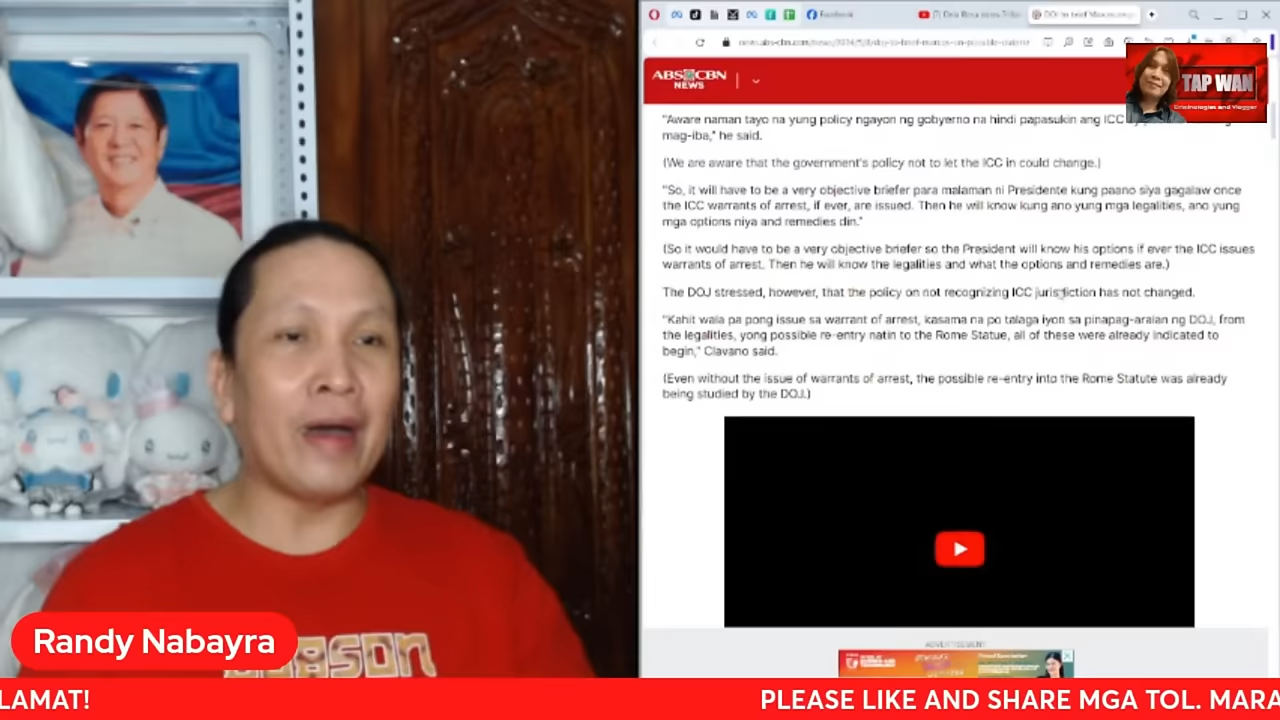 Facebook
ABS-CBN
NEWS
TAP WAN
Criminologist and Vlogger
"Aware naman tayo na yung policy ngayon ng gobyerno na hindi papasukin ang ICC
mag-iba," he said.
(We are aware that the government's policy not to let the ICC in could change.)
"So, it will have to be a very objective briefer para malaman ni Presidente kung paano siya gagalaw once
the ICC warrants of arrest, if ever, are issued. Then he will know kung ano yung mga legalities, ano yung
mga options niya and remedies din."
(So it would have to be a very objective briefer so the President will know his options if ever the ICC issues
warrants of arrest. Then he will know the legalities and what the options and remedies are.)
The DOJ stressed, however, that the policy on not recognizing ICC jurisdiction has not changed.
"Kahit wala pa pong issue sa warrant of arrest, kasama na po talaga iyon sa pinapag-aralan ng DOJ, from
the legalities, yong possible re-entry natin to the Rome Statue, all of these were already indicated to
begin," Clavano said.
(Even without the issue of warrants of arrest, the possible re-entry into the Rome Statute was already
being studied by the DOJ.)
ADVERTISEMENT
Randy Nabayra
LAMAT!
PLEASE LIKE AND SHARE MGA TOL. MARA